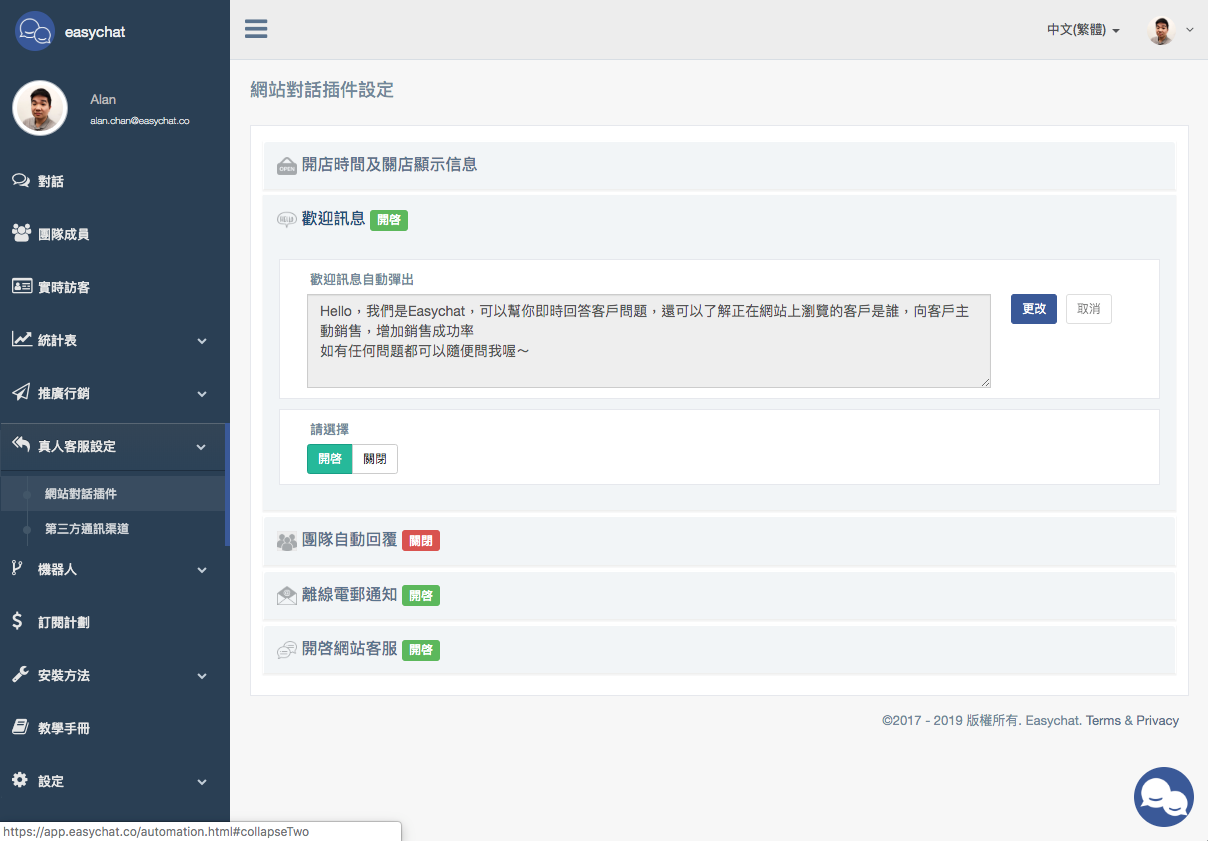 easychat
中文(繁體)
Alan
alan.chan@easychat.co
對話
團隊成員
實時訪客
統計表
推廣行銷
真人客服設定
網站對話插件
第三方通訊渠道
機器人
訂閱計劃
安裝方法
教學手冊
設定
網站對話插件設定
OPEN 開店時間及關店顯示信息
歡迎訊息 開啓
歡迎訊息自動彈出
Hello，我們是Easychat，可以幫你即時回答客戶問題，還可以了解正在網站上瀏覽的客戶是誰，向客戶主
動銷售，增加銷售成功率
如有任何問題都可以隨便問我喔～
更改 取消
請選擇
開啓 關閉
團隊自動回覆 關閉
離線電郵通知 開啓
開啓網站客服 開啓
©2017 - 2019 版權所有. Easychat. Terms & Privacy
https://app.easychat.co/automation.html#collapseTwo